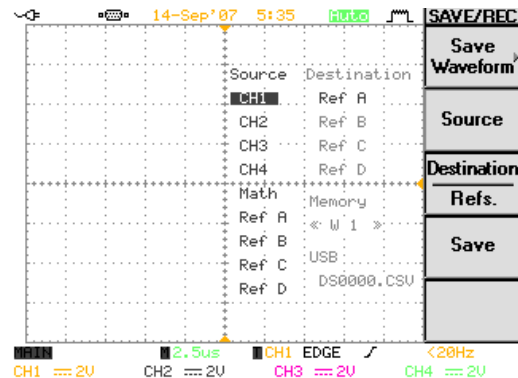 14-Sep'07 5:35 Auto SAVE/REC
Save Waveform
Source
Destination
Refs.
Save
Source Destination
CH1 Ref A
CH2 Ref B
CH3 Ref C
CH4 Ref D
Math
Memory
Ref A
« W 1 »
Ref B
USB
Ref C
DS0000.CSV
Ref D
MAIN M 2.5us T CH1 EDGE <20Hz
CH1 2V CH2 2V CH3 2V CH4 2V